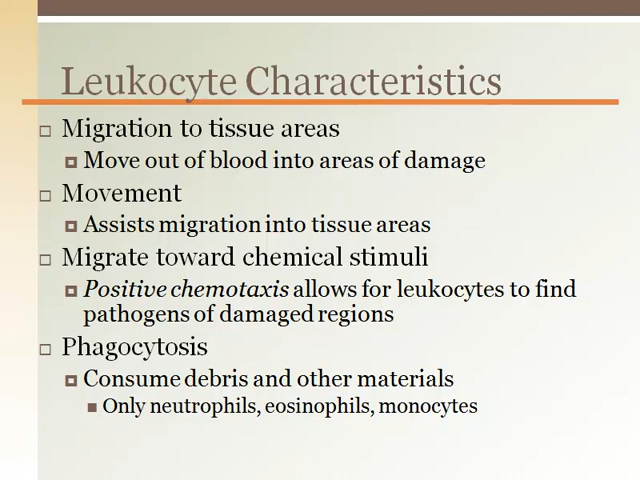 Leukocyte Characteristics
Migration to tissue areas
Move out of blood into areas of damage
Movement
Assists migration into tissue areas
Migrate toward chemical stimuli
Positive chemotaxis allows for leukocytes to find
pathogens of damaged regions
Phagocytosis
Consume debris and other materials
Only neutrophils, eosinophils, monocytes